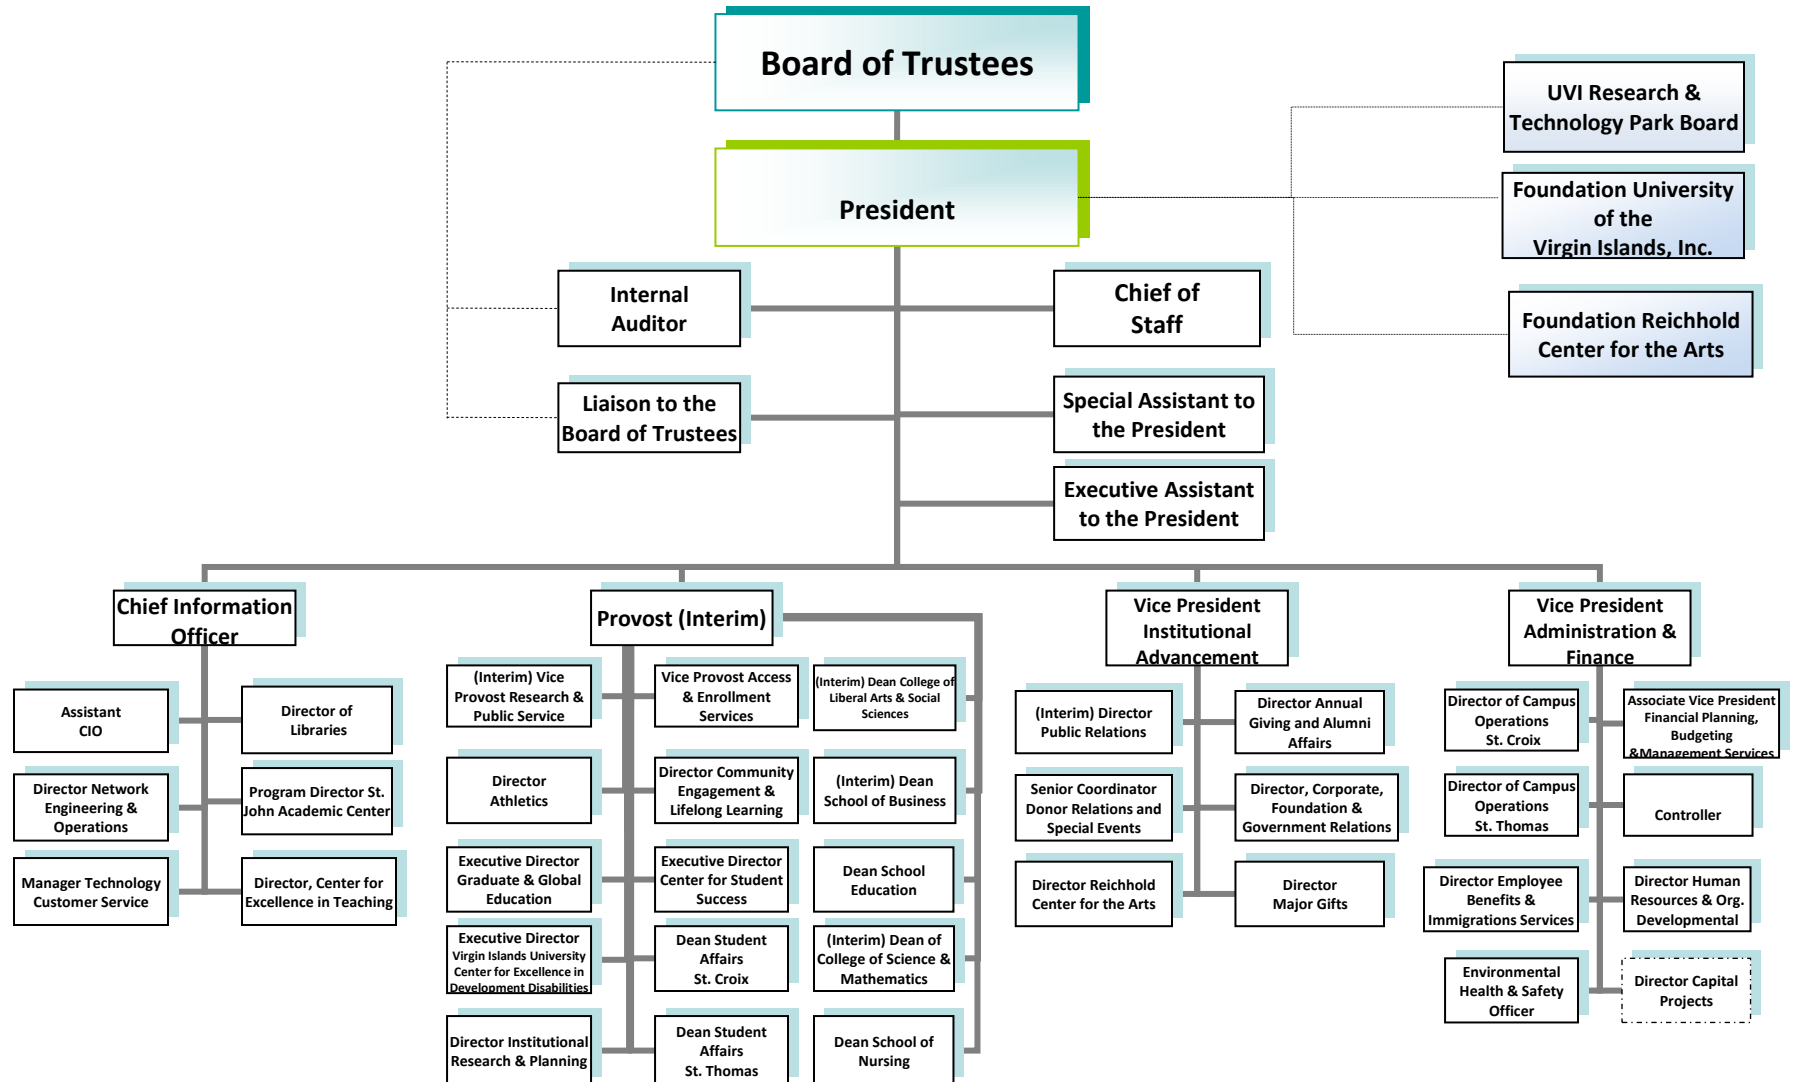 Board of Trustees
UVI Research &
Technology Park Board
President
Foundation University
of the
Virgin Islands, Inc.
Internal
Auditor
Chief of
Staff
Foundation Reichhold
Center for the Arts
Liaison to the
Board of Trustees
Special Assistant to
the President
Executive Assistant
to the President
Chief Information
Officer
Assistant
CIO
Director of
Libraries
Director Network
Engineering &
Operations
Program Director St.
John Academic Center
Manager Technology
Customer Service
Director, Center for
Excellence in Teaching
Provost (Interim)
(Interim) Vice
Provost Research &
Public Service
Vice Provost Access
& Enrollment
Services
(Interim) Dean College of
Liberal Arts & Social
Sciences
Director
Athletics
Director Community
Engagement &
Lifelong Learning
(Interim) Dean
School of Business
Executive Director
Graduate & Global
Education
Executive Director
Center for Student
Success
Dean School
Education
Executive Director
Virgin Islands University
Center for Excellence in
Development Disabilities
Dean Student
Affairs
St. Croix
(Interim) Dean of
College of Science &
Mathematics
Director Institutional
Research & Planning
Dean Student
Affairs
St. Thomas
Dean School of
Nursing
Vice President
Institutional
Advancement
(Interim) Director
Public Relations
Director Annual
Giving and Alumni
Affairs
Senior Coordinator
Donor Relations and
Special Events
Director, Corporate,
Foundation &
Government Relations
Director Reichhold
Center for the Arts
Director
Major Gifts
Vice President
Administration &
Finance
Director of Campus
Operations
St. Croix
Associate Vice President
Financial Planning,
Budgeting
&Management Services
Director of Campus
Operations
St. Thomas
Controller
Director Employee
Benefits &
Immigrations Services
Director Human
Resources & Org.
Developmental
Environmental
Health & Safety
Officer
Director Capital
Projects